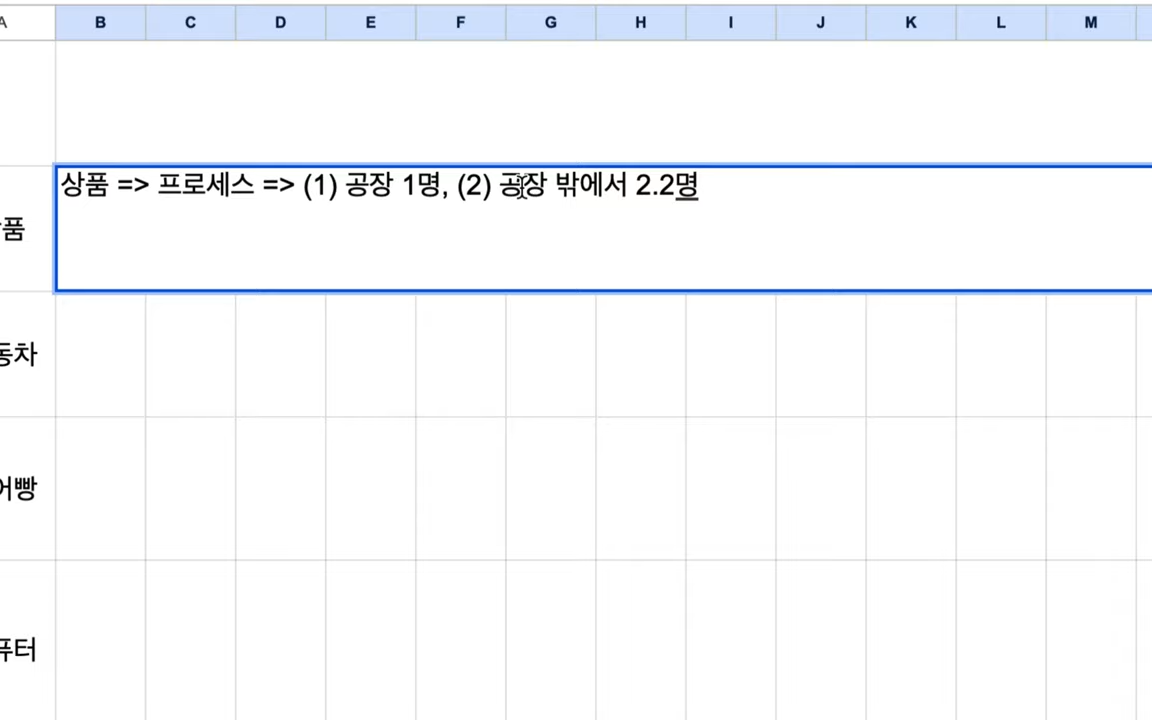 A B C D E F G H I J K L M
상품 => 프로세스 => (1) 공장 1명, (2) 공장 밖에서 2.2명
품
동차
어빵
퓨터